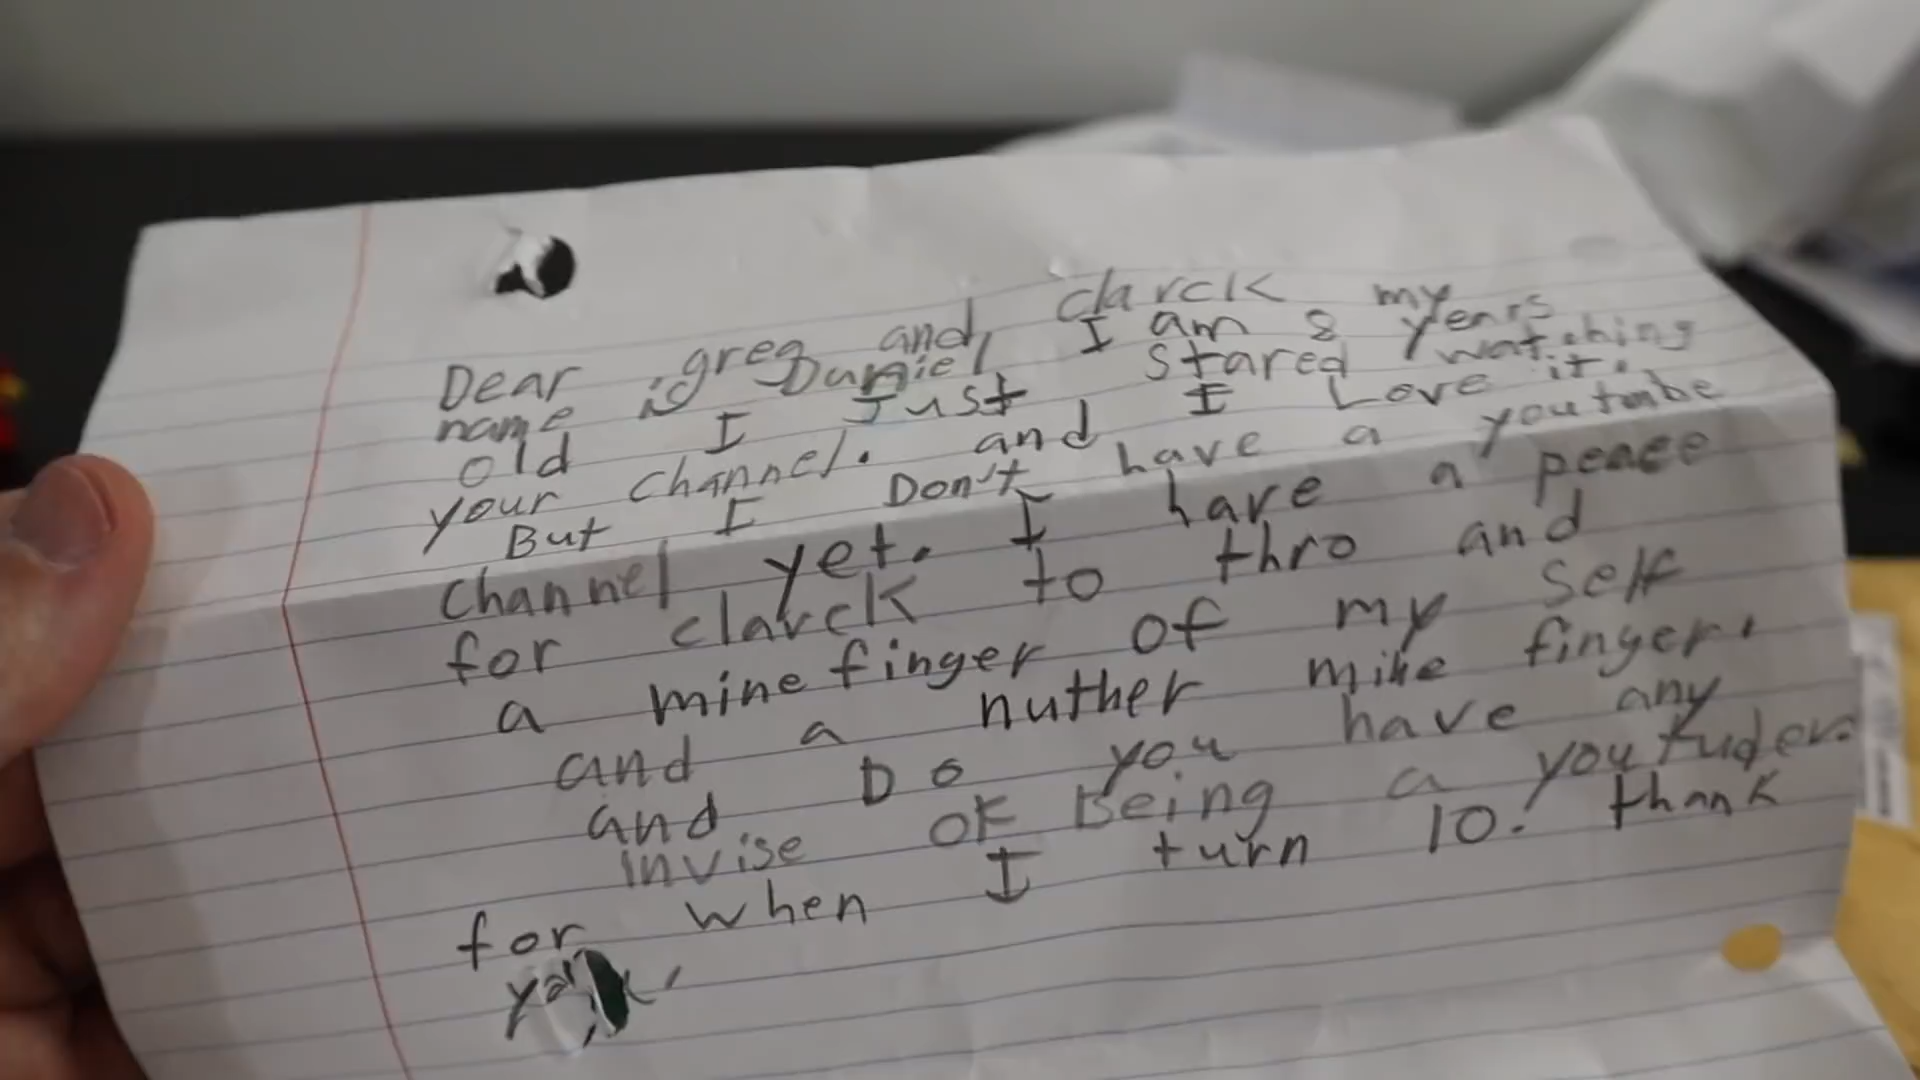 Dear greg and clarck my
name is Daniel I am 8 years
old I Just stared watching
your channel. and I Love it.
But I Don't have a youtube
channel yet. I have a peace
for clarck to thro and
a minefinger of my self
and a nuther mine finger.
and Do you have any
invise of Being a youtuder.
for when I turn 10. thank
you.